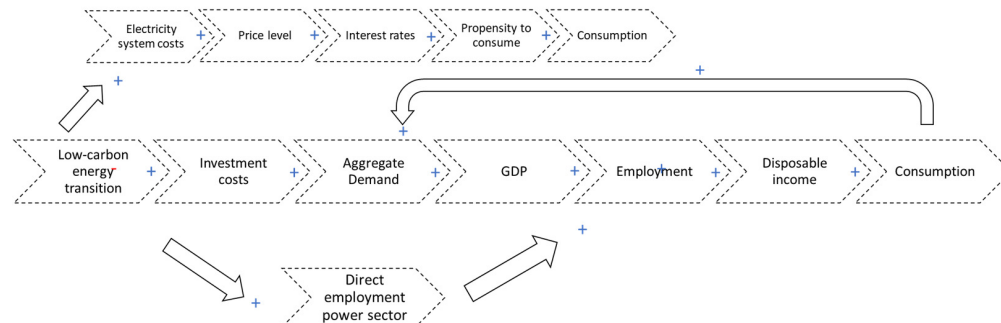 Electricity
system costs
+
Price level
+
Interest rates
+
Propensity to
consume
+
Consumption
+
+
+
Low-carbon
energy
transition
-
+
Investment
costs
+
Aggregate
Demand
+
GDP
+
Employment
+
+
Disposable
income
+
Consumption
+
+
Direct
employment
power sector